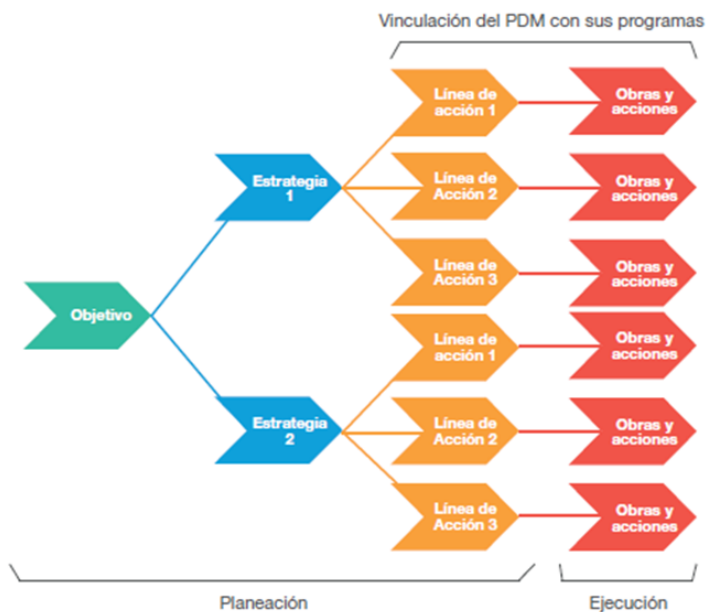 Vinculación del PDM con sus programas
Línea de
acción 1
Obras y
acciones
Estrategia
1
Línea de
Acción 2
Obras y
acciones
Línea de
Acción 3
Obras y
acciones
Objetivo
Línea de
acción 1
Obras y
acciones
Estrategia
2
Línea de
Acción 2
Obras y
acciones
Línea de
Acción 3
Obras y
acciones
Planeación
Ejecución